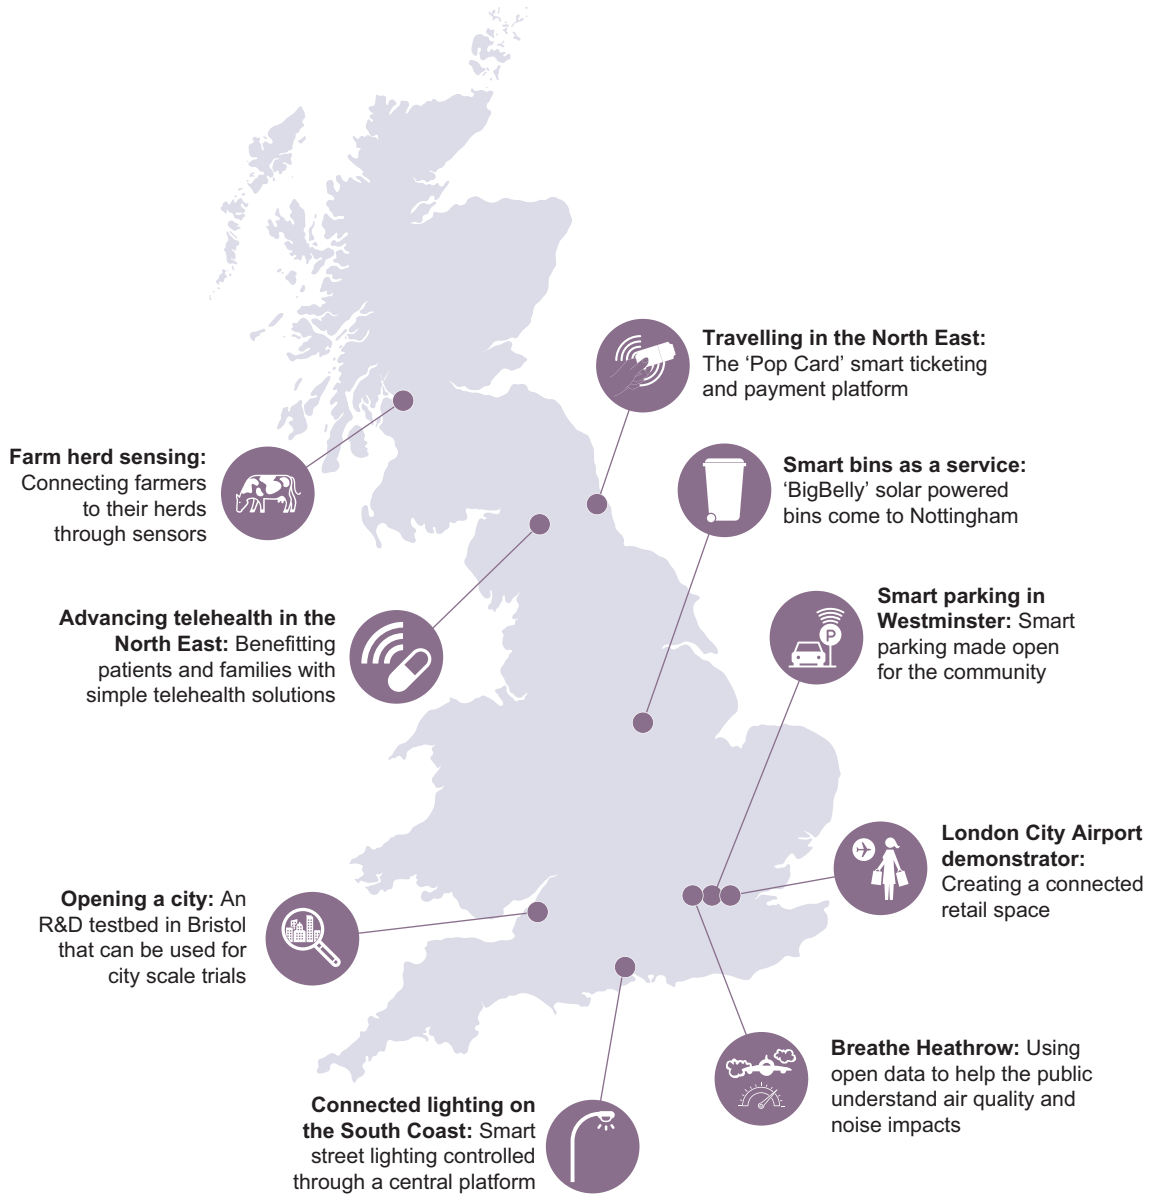 Travelling in the North East:
The ‘Pop Card’ smart ticketing
and payment platform
Farm herd sensing:
Connecting farmers
to their herds
through sensors
Smart bins as a service:
‘BigBelly’ solar powered
bins come to Nottingham
Advancing telehealth in the
North East: Benefitting
patients and families with
simple telehealth solutions
Smart parking in
Westminster: Smart
parking made open
for the community
P
London City Airport
demonstrator:
Creating a connected
retail space
Opening a city: An
R&D testbed in Bristol
that can be used for
city scale trials
Breathe Heathrow: Using
open data to help the public
understand air quality and
noise impacts
Connected lighting on
the South Coast: Smart
street lighting controlled
through a central platform